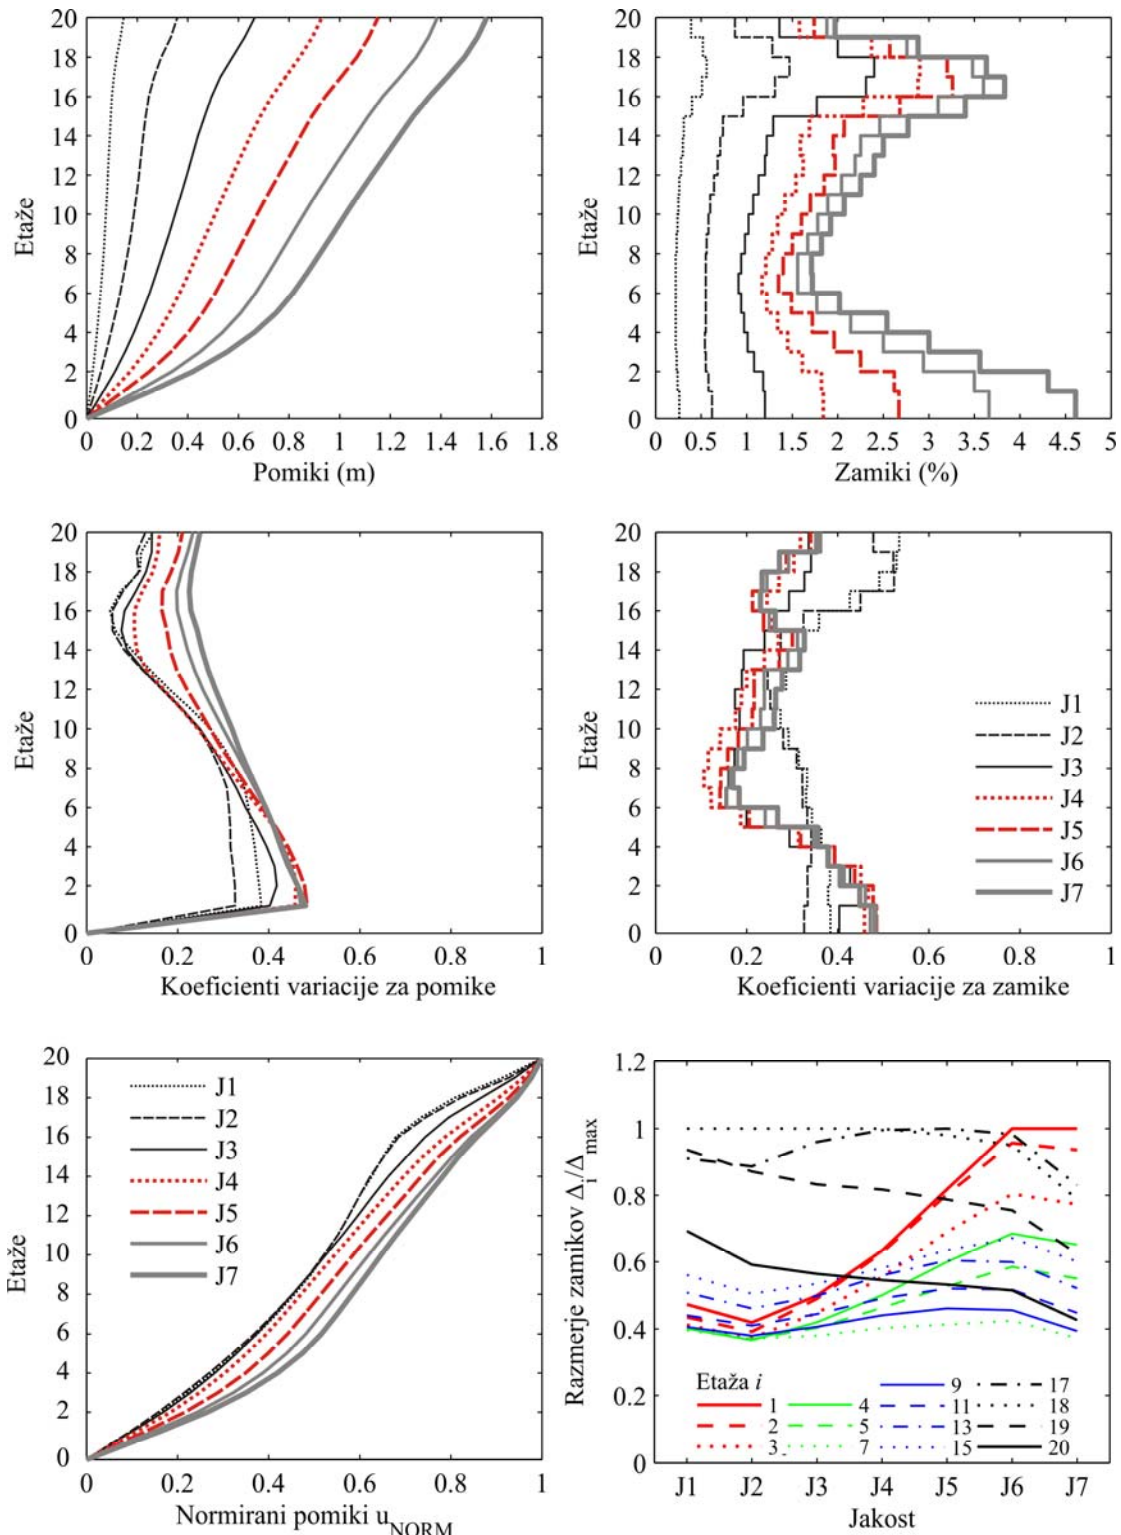 20
18
16
14
12
10
8
6
4
2
0
Etaže
0 0.2 0.6 0.4 0.8 1 1.2 1.4 1.6 1.8
Pomiki (m)
20
18
16
14
12
10
8
6
4
2
0
Etaže
0 0.5 1 1.5 2 2.5 3 3.5 4 4.5 5
Zamiki (%)
20
18
16
14
12
10
8
6
4
2
0
Etaže
0 0.2 0.4 0.6 0.8 1
Koeficienti variacije za pomike
20
18
16
14
12
10
8
6
4
2
0
Etaže
J1
J2
J3
J4
J5
J6
J7
0 0.2 0.4 0.6 0.8 1
Koeficienti variacije za zamike
20
18
16
14
12
10
8
6
4
2
0
Etaže
J1
J2
J3
J4
J5
J6
J7
0 0.2 0.4 0.6 0.8 1
Normirani pomiki uNORM
1.2
1
0.8
0.6
0.4
0.2
0
Razmerje zamikov Δi/Δmax
Etaža i
1
2
3
4
5
7
9
11
13
15
17
18
19
20
J1 J2 J3 J4 J5 J6 J7
Jakost